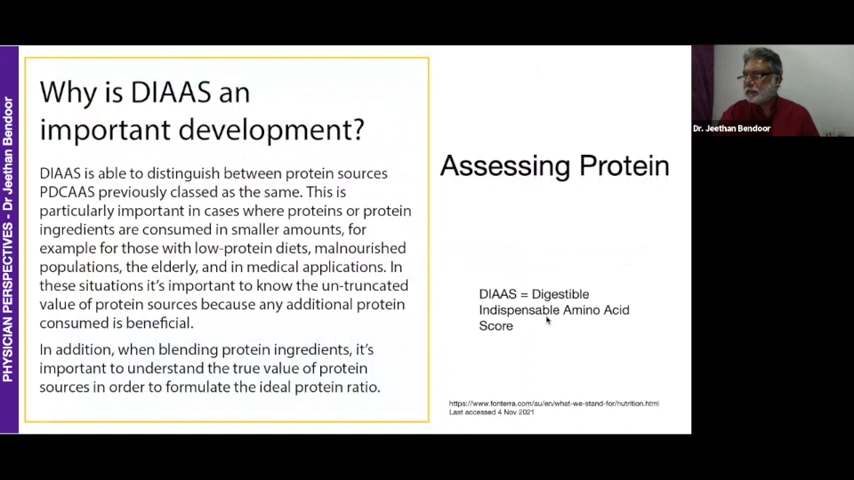 PHYSICIAN PERSPECTIVES - Dr Jeethan Bendoor
Why is DIAAS an
important development?
DIAAS is able to distinguish between protein sources
PDCAAS previously classed as the same. This is
particularly important in cases where proteins or protein
ingredients are consumed in smaller amounts, for
example for those with low-protein diets, malnourished
populations, the elderly, and in medical applications. In
these situations it's important to know the un-truncated
value of protein sources because any additional protein
consumed is beneficial.
In addition, when blending protein ingredients, it's
important to understand the true value of protein
sources in order to formulate the ideal protein ratio.
Assessing Protein
DIAAS = Digestible
Indispensable Amino Acid
Score
https://www.fonterra.com/au/en/what-we-stand-for/nutrition.html
Last accessed 4 Nov 2021
Dr. Jeethan Bendoor